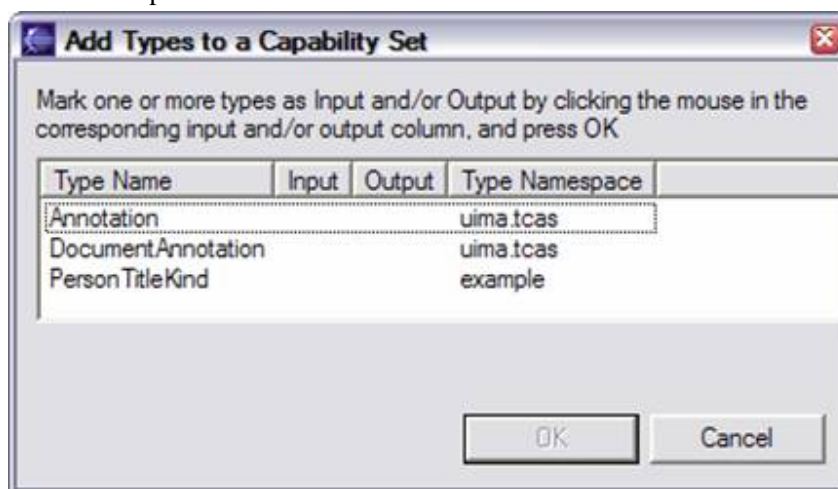 Add Types to a Capability Set
Mark one or more types as Input and/or Output by clicking the mouse in the
corresponding input and/or output column, and press OK
Type Name Input Output Type Namespace
Annotation uima.tcas
DocumentAnnotation uima.tcas
PersonTitleKind example
OK Cancel